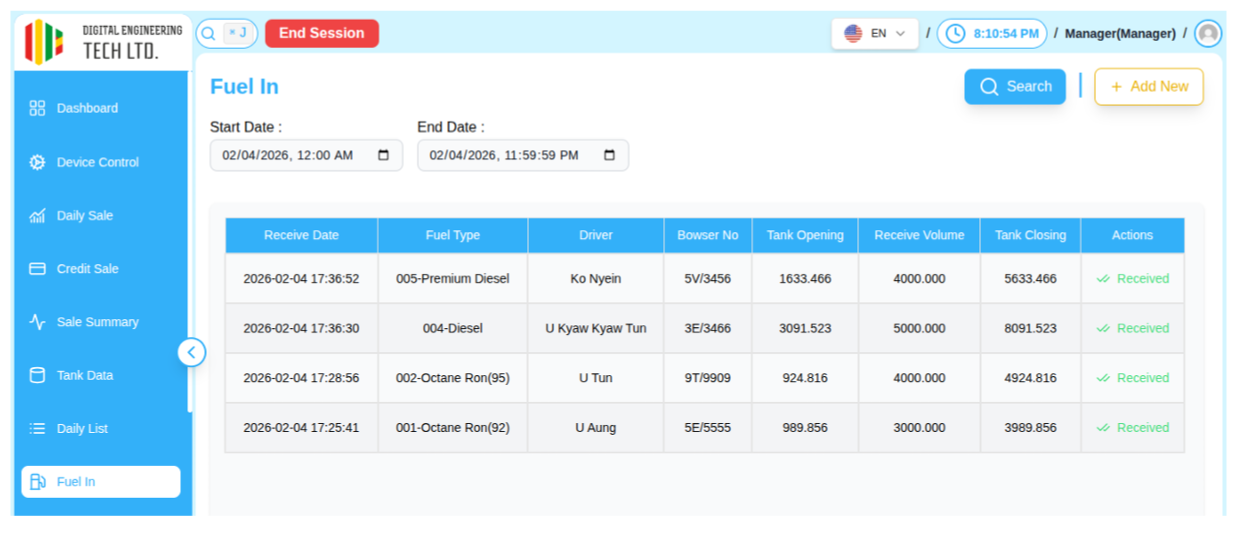 DIGITAL ENGINEERING
TECH LTD.
J
End Session
EN
/
8:10:54 PM
/
Manager(Manager)
/
Dashboard
Device Control
Daily Sale
Credit Sale
Sale Summary
Tank Data
Daily List
Fuel In
Fuel In
Search
+ Add New
Start Date :
End Date :
02/04/2026, 12:00 AM
02/04/2026, 11:59:59 PM
Receive Date Fuel Type Driver Bowser No Tank Opening Receive Volume Tank Closing Actions
2026-02-04 17:36:52 005-Premium Diesel Ko Nyein 5V/3456 1633.466 4000.000 5633.466 Received
2026-02-04 17:36:30 004-Diesel U Kyaw Kyaw Tun 3E/3466 3091.523 5000.000 8091.523 Received
2026-02-04 17:28:56 002-Octane Ron(95) U Tun 9T/9909 924.816 4000.000 4924.816 Received
2026-02-04 17:25:41 001-Octane Ron(92) U Aung 5E/5555 989.856 3000.000 3989.856 Received